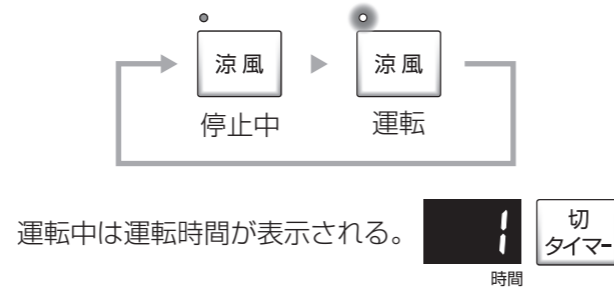 涼風
涼風
停止中
運転
運転中は運転時間が表示される。
1
切
タイマー
時間